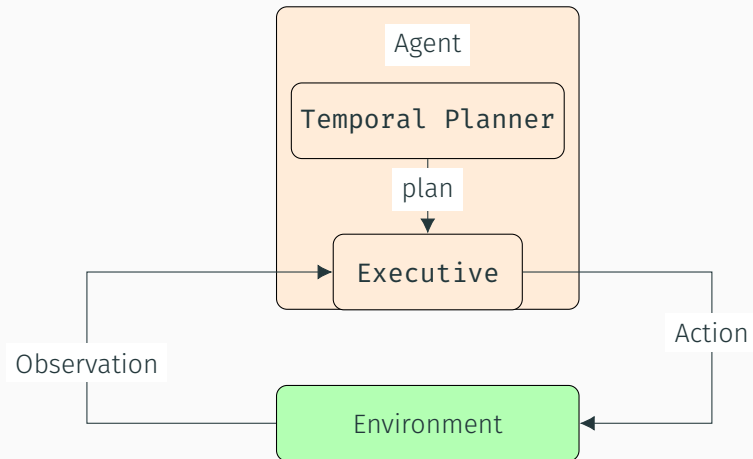 Agent
Temporal Planner
plan
Executive
Action
Observation
Environment